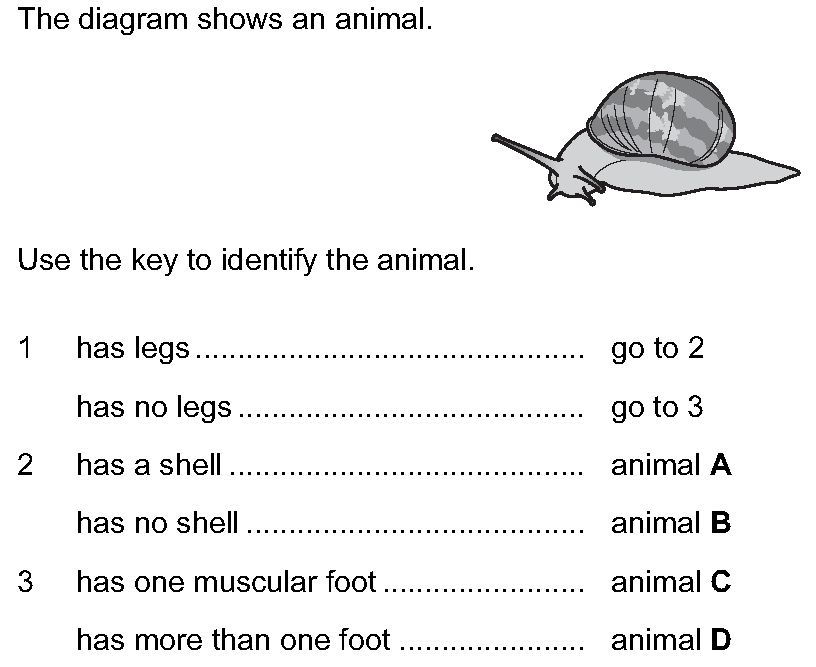 The diagram shows an animal.
Use the key to identify the animal.
1 has legs .............................................. go to 2
has no legs ......................................... go to 3
2 has a shell .......................................... animal A
has no shell ........................................ animal B
3 has one muscular foot ........................ animal C
has more than one foot ...................... animal D